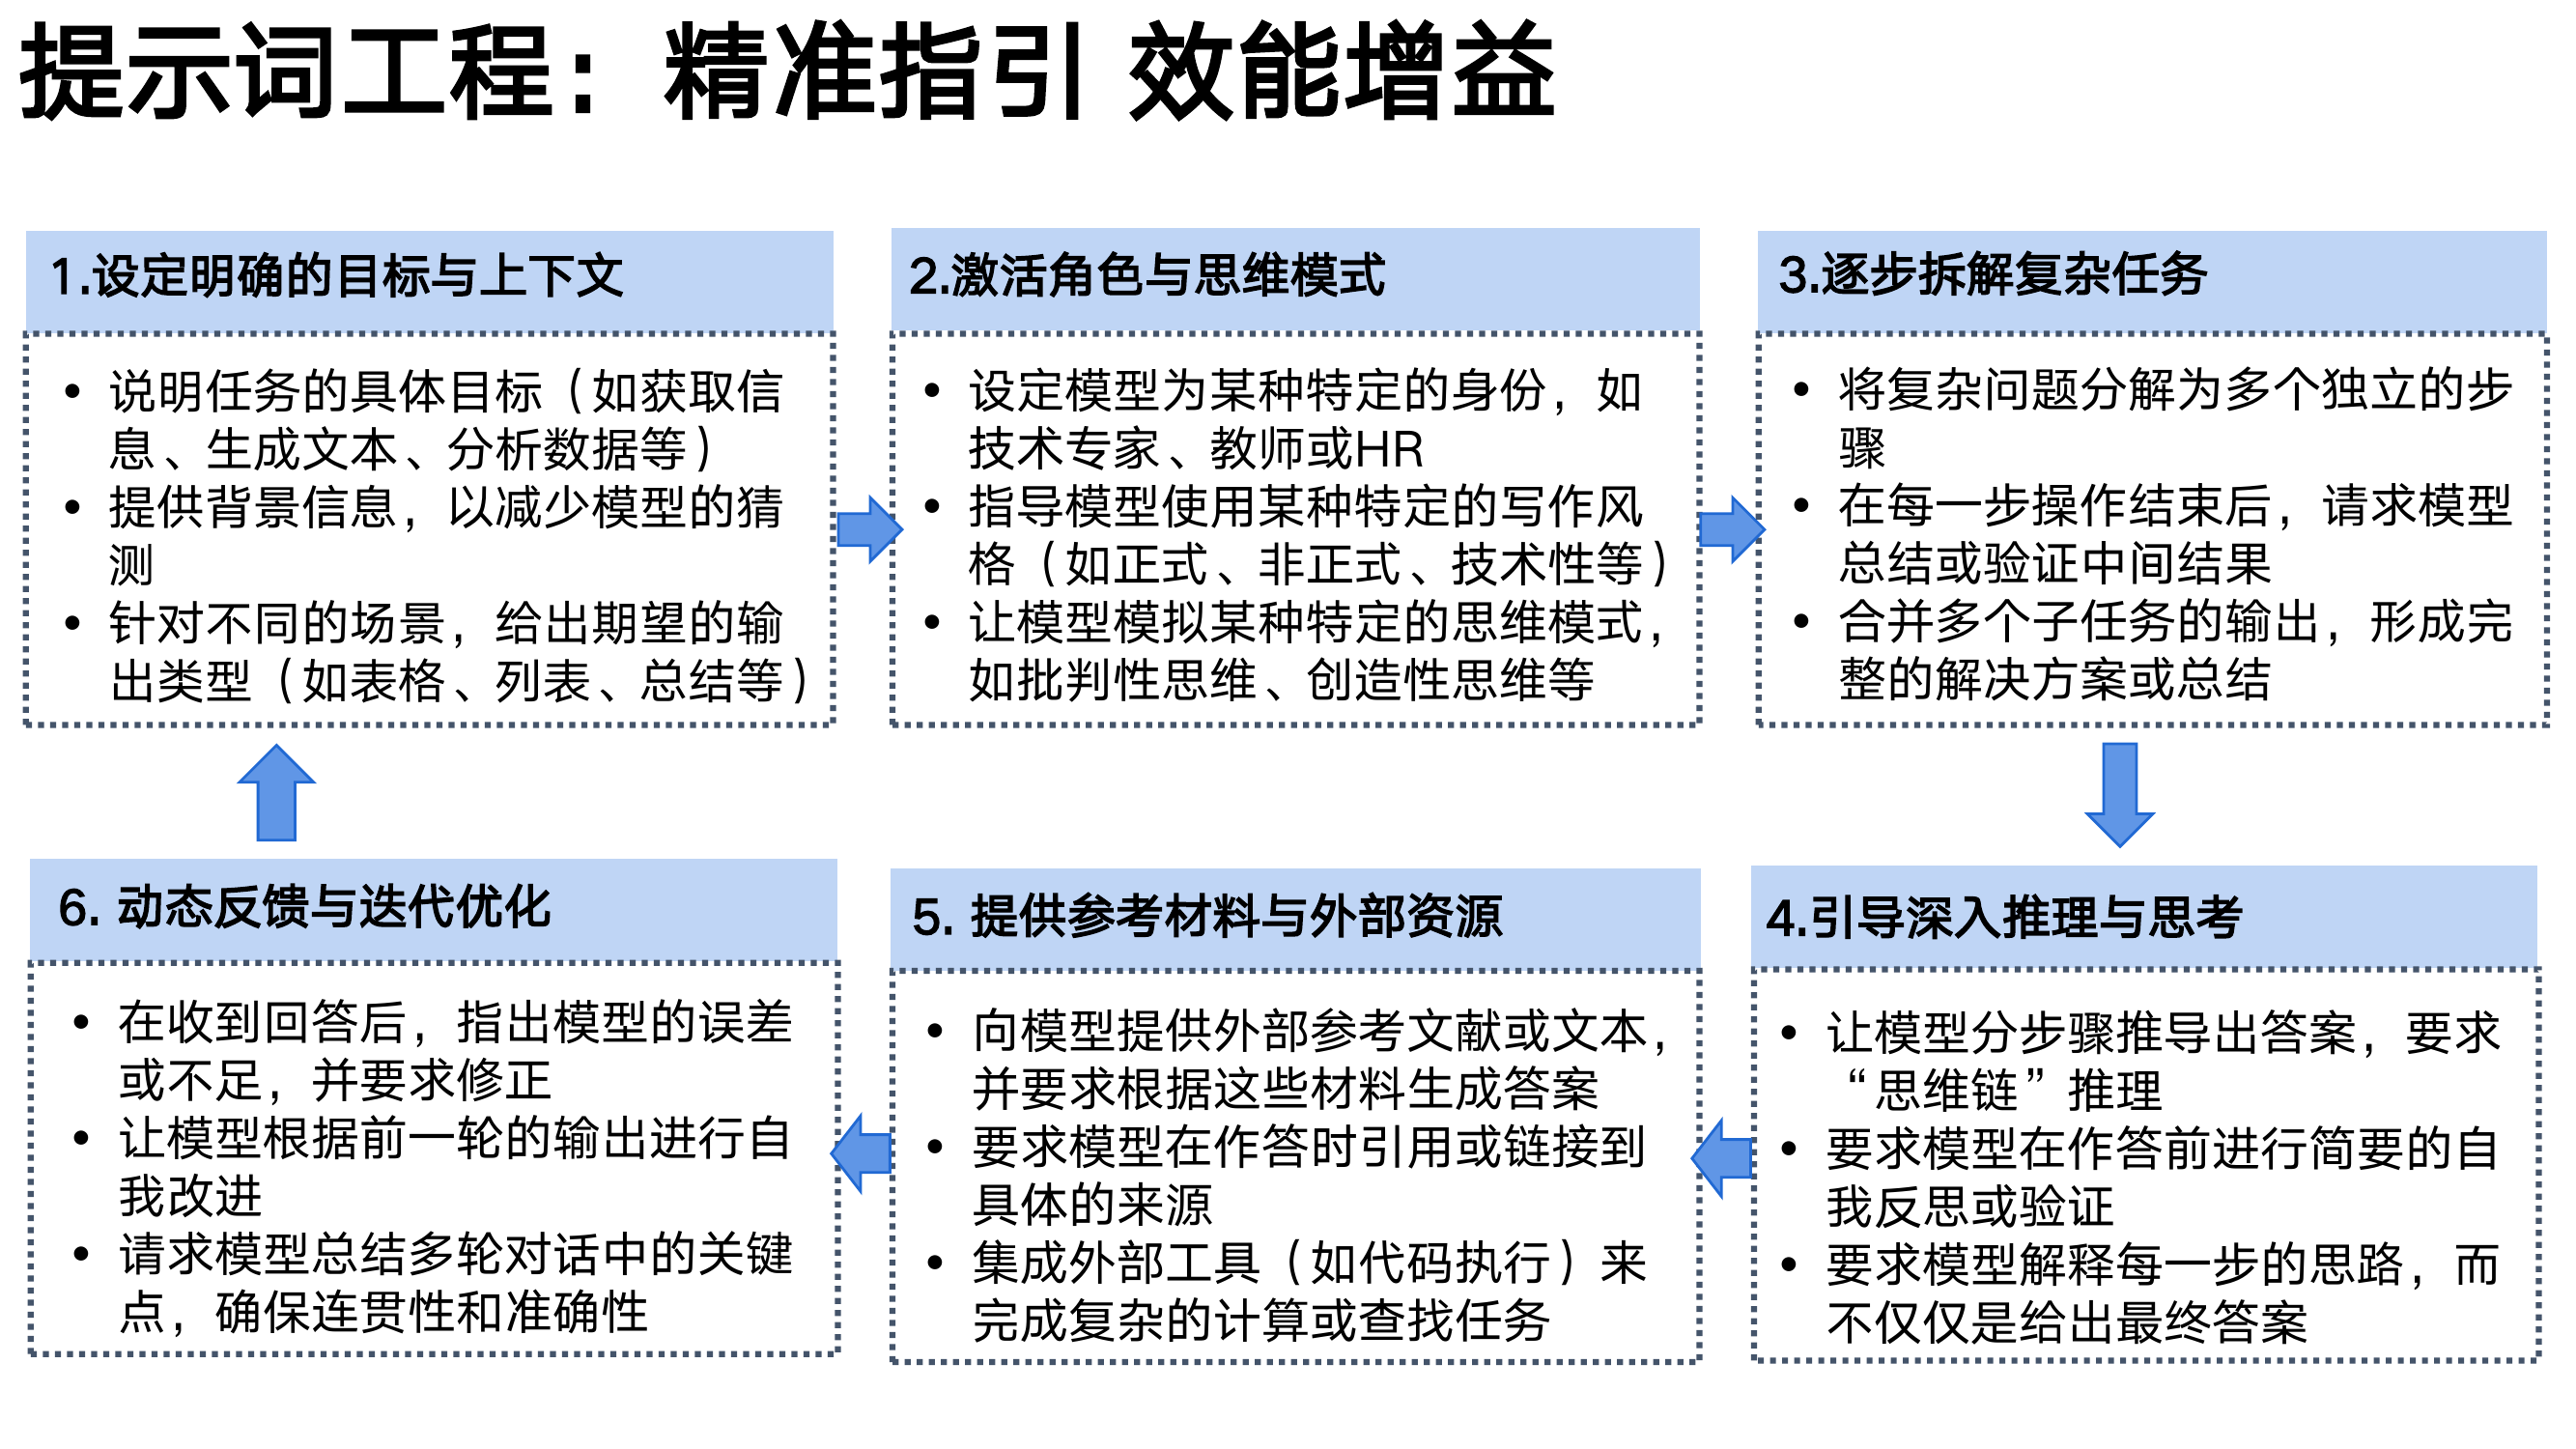 提示词工程：精准指引 效能增益
1.设定明确的目标与上下文
• 说明任务的具体目标（如获取信
息、生成文本、分析数据等）
• 提供背景信息，以减少模型的猜
测
• 针对不同的场景，给出期望的输
出类型（如表格、列表、总结等）
2.激活角色与思维模式
• 设定模型为某种特定的身份，如
技术专家、教师或HR
• 指导模型使用某种特定的写作风
格（如正式、非正式、技术性等）
• 让模型模拟某种特定的思维模式，
如批判性思维、创造性思维等
3.逐步拆解复杂任务
• 将复杂问题分解为多个独立的步
骤
• 在每一步操作结束后，请求模型
总结或验证中间结果
• 合并多个子任务的输出，形成完
整的解决方案或总结
4.引导深入推理与思考
• 让模型分步骤推导出答案，要求
“思维链”推理
• 要求模型在作答前进行简要的自
我反思或验证
• 要求模型解释每一步的思路，而
不仅仅是给出最终答案
5. 提供参考材料与外部资源
• 向模型提供外部参考文献或文本，
并要求根据这些材料生成答案
• 要求模型在作答时引用或链接到
具体的来源
• 集成外部工具（如代码执行）来
完成复杂的计算或查找任务
6. 动态反馈与迭代优化
• 在收到回答后，指出模型的误差
或不足，并要求修正
• 让模型根据前一轮的输出进行自
我改进
• 请求模型总结多轮对话中的关键
点，确保连贯性和准确性